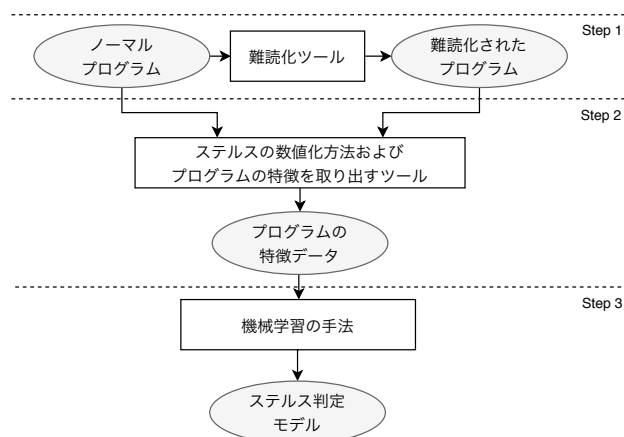 Step 1
ノーマル
プログラム
難読化ツール
難読化された
プログラム
Step 2
ステルスの数値化方法および
プログラムの特徴を取り出すツール
プログラムの
特徴データ
Step 3
機械学習の手法
ステルス判定
モデル